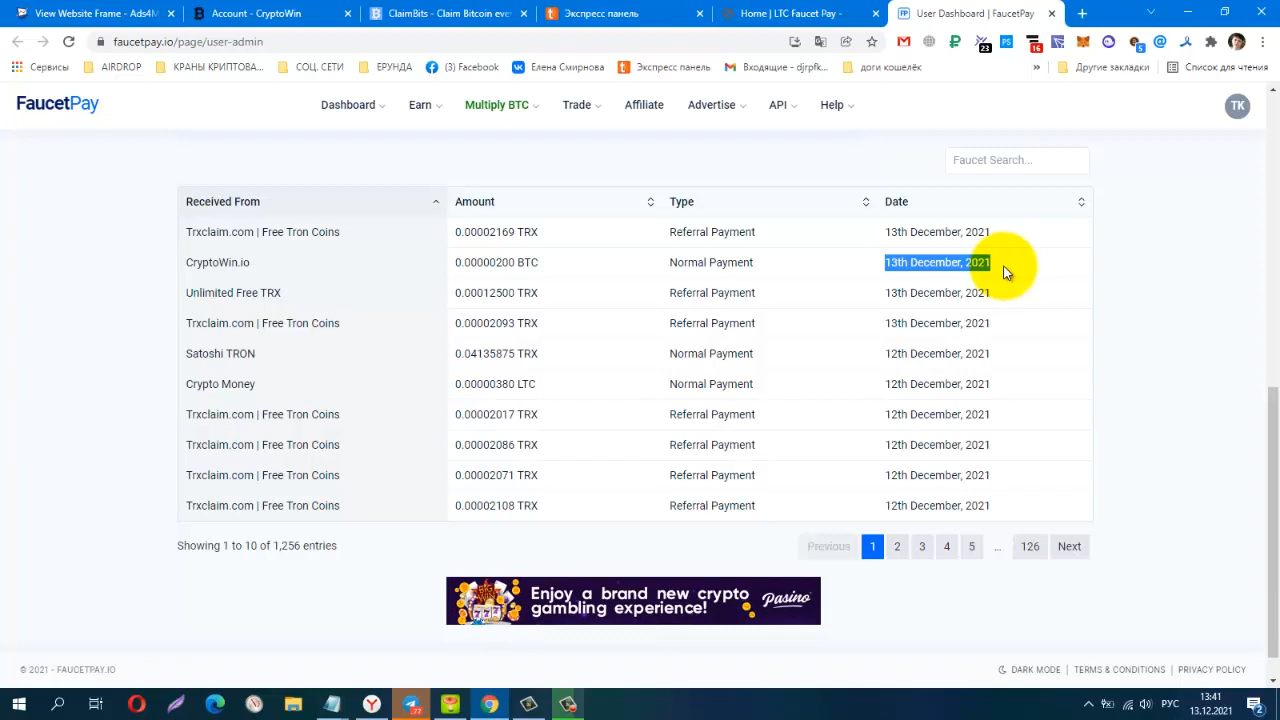 View Website Frame - Ads4M
Account - CryptoWin
ClaimBits - Claim Bitcoin eve
Экспресс панель
Home | LTC Faucet Pay -
User Dashboard | FaucetPay
faucetpay.io/page/user-admin
23
16
5
Сервисы
AIRDROP
КРАНЫ КРИПТОВА...
СОЦ. СЕТИ
ЕРУНДА
(3) Facebook
Елена Смирнова
Экспресс панель
Входящие - djrpfk...
доги кошелёк
»
Другие закладки
Список для чтения
FaucetPay
Dashboard
Earn
Multiply BTC
Trade
Affiliate
Advertise
API
Help
TK
Faucet Search...
Received From Amount Type Date
Trxclaim.com | Free Tron Coins 0.00002169 TRX Referral Payment 13th December, 2021
CryptoWin.io 0.00000200 BTC Normal Payment 13th December, 2021
Unlimited Free TRX 0.00012500 TRX Referral Payment 13th December, 2021
Trxclaim.com | Free Tron Coins 0.00002093 TRX Referral Payment 13th December, 2021
Satoshi TRON 0.04135875 TRX Normal Payment 12th December, 2021
Crypto Money 0.00000380 LTC Normal Payment 12th December, 2021
Trxclaim.com | Free Tron Coins 0.00002017 TRX Referral Payment 12th December, 2021
Trxclaim.com | Free Tron Coins 0.00002086 TRX Referral Payment 12th December, 2021
Trxclaim.com | Free Tron Coins 0.00002071 TRX Referral Payment 12th December, 2021
Trxclaim.com | Free Tron Coins 0.00002108 TRX Referral Payment 12th December, 2021
Showing 1 to 10 of 1,256 entries
Previous 1 2 3 4 5 ... 126 Next
Enjoy a brand new crypto
gambling experience!
Pasino
© 2021 - FAUCETPAY.IO
DARK MODE | TERMS & CONDITIONS | PRIVACY POLICY
РУС
13:41
13.12.2021
2